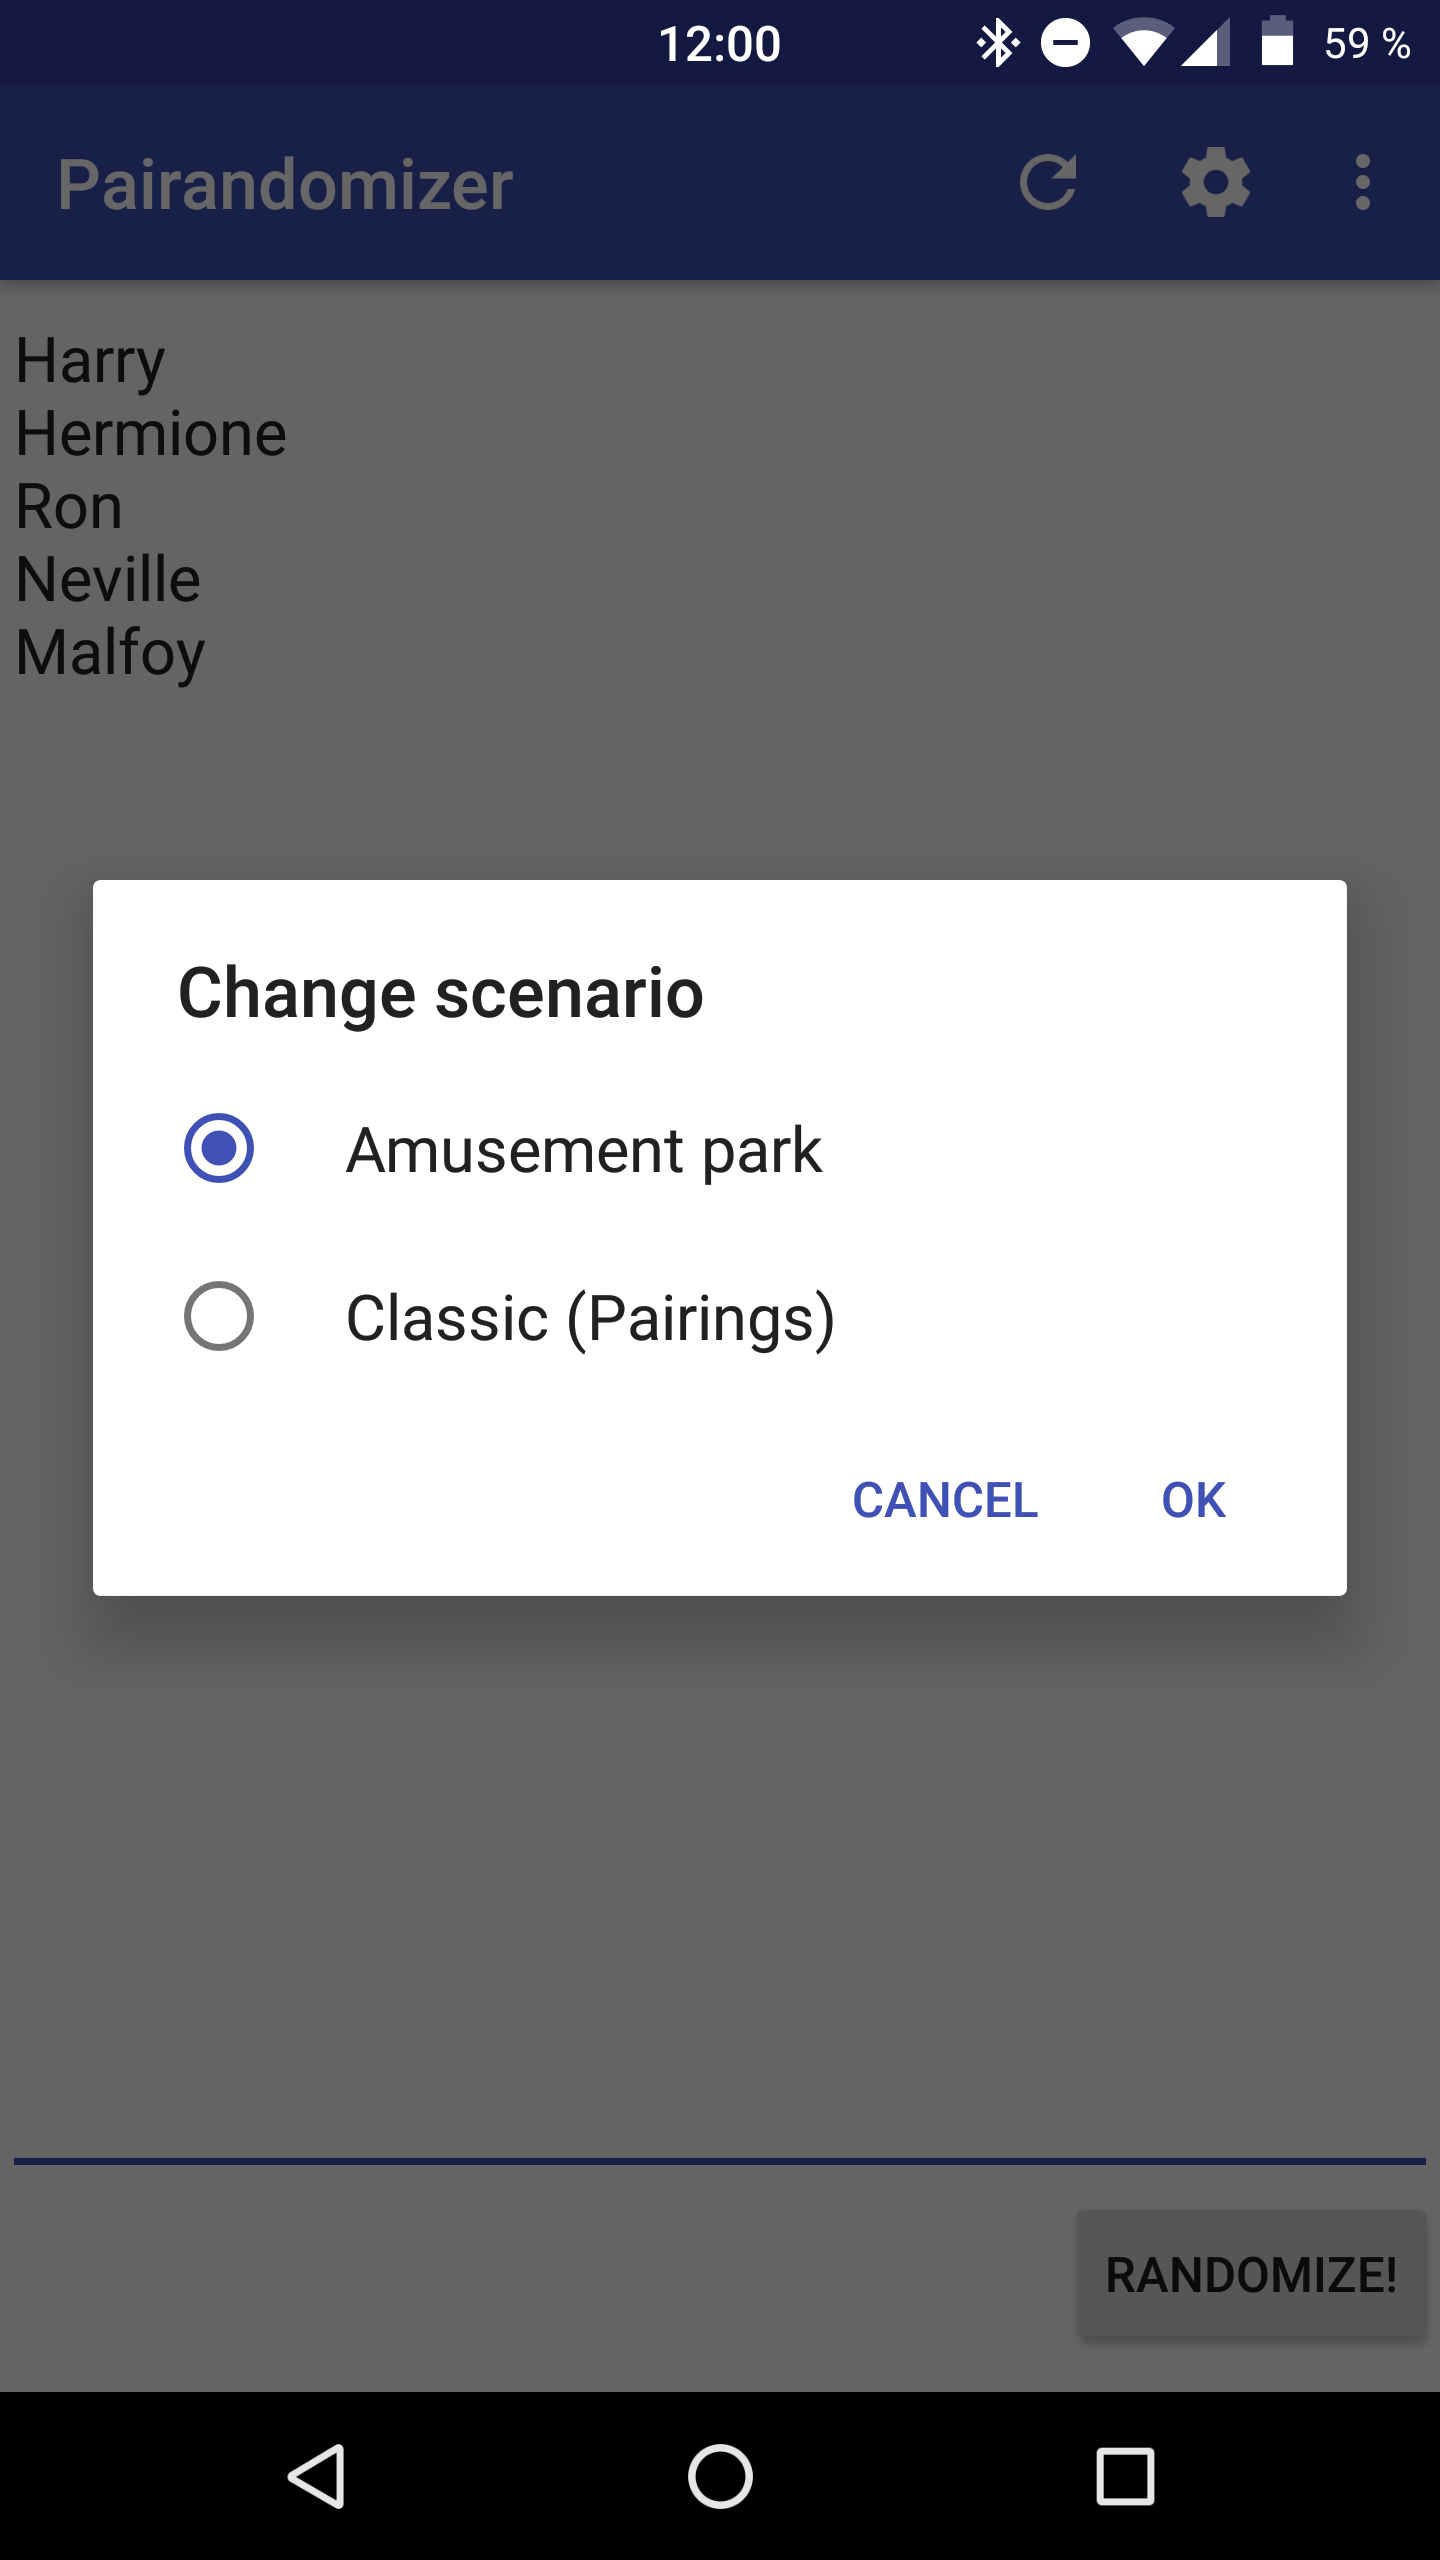 12:00
59 %
Pairandomizer
Harry
Hermione
Ron
Neville
Malfoy
Change scenario
Amusement park
Classic (Pairings)
CANCEL OK
RANDOMIZE!